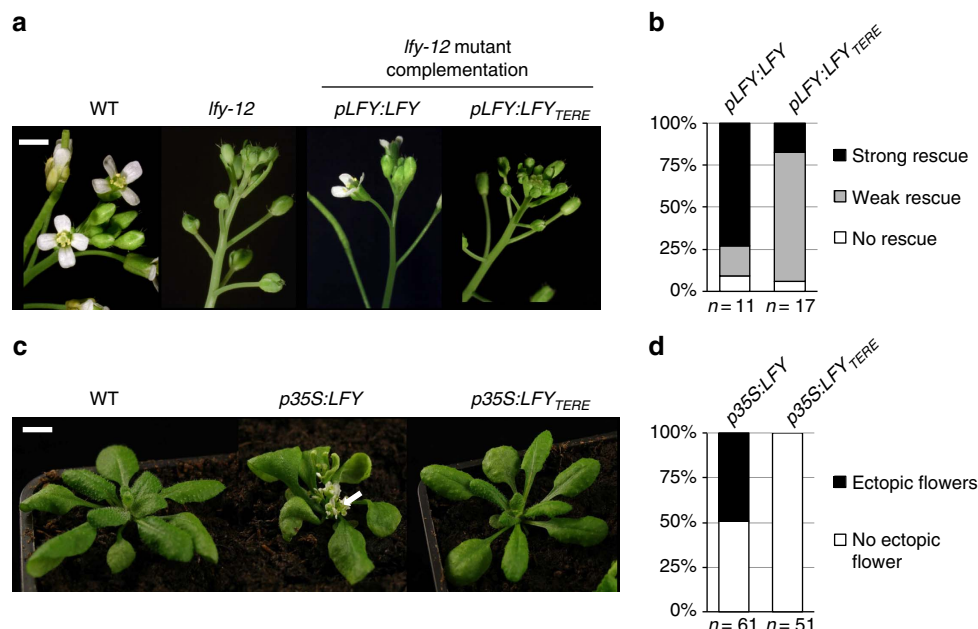 a
lfy-12 mutant
complementation
WT
lfy-12
pLFY:LFY
pLFY:LFY_TERE
b
pLFY:LFY
pLFY:LFY_TERE
100%
75%
50%
25%
0%
Strong rescue
Weak rescue
No rescue
n = 11
n = 17
c
WT
p35S:LFY
p35S:LFY_TERE
d
p35S:LFY
p35S:LFY_TERE
100%
75%
50%
25%
0%
Ectopic flowers
No ectopic
flower
n = 61
n = 51